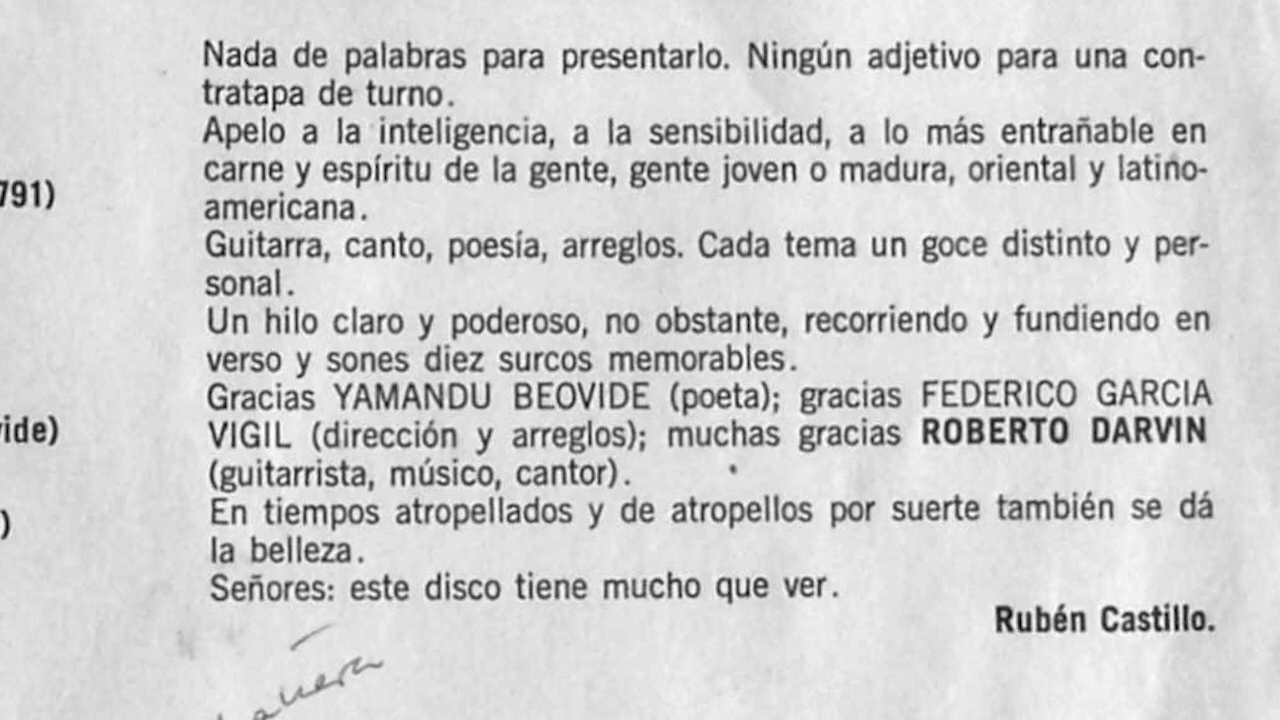 Nada de palabras para presentarlo. Ningún adjetivo para una con-
tratapa de turno.
Apelo a la inteligencia, a la sensibilidad, a lo más entrañable en
carne y espíritu de la gente, gente joven o madura, oriental y latino-
791)
americana.
Guitarra, canto, poesía, arreglos. Cada tema un goce distinto y per-
sonal.
Un hilo claro y poderoso, no obstante, recorriendo y fundiendo en
verso y sones diez surcos memorables.
Gracias YAMANDU BEOVIDE (poeta); gracias FEDERICO GARCIA
vide)
VIGIL (dirección y arreglos); muchas gracias ROBERTO DARVIN
(guitarrista, músico, cantor).
)
En tiempos atropellados y de atropellos por suerte también se dá
la belleza.
Señores: este disco tiene mucho que ver.
Rubén Castillo.